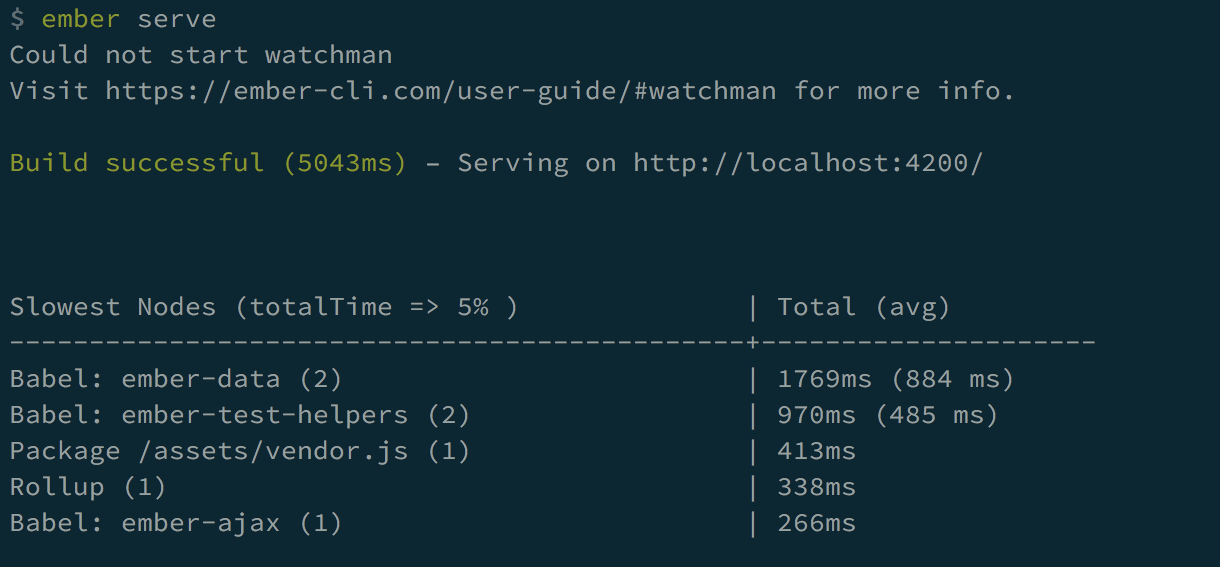 $ ember serve
Could not start watchman
Visit https://ember-cli.com/user-guide/#watchman for more info.
Build successful (5043ms) – Serving on http://localhost:4200/
Slowest Nodes (totalTime => 5% ) | Total (avg)
----------------------------------------------+---------------------
Babel: ember-data (2) | 1769ms (884 ms)
Babel: ember-test-helpers (2) | 970ms (485 ms)
Package /assets/vendor.js (1) | 413ms
Rollup (1) | 338ms
Babel: ember-ajax (1) | 266ms